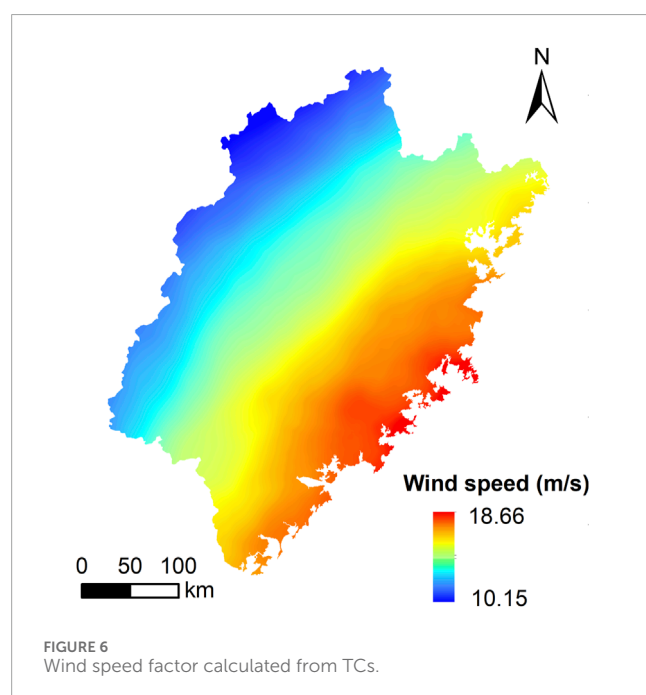 N
Wind speed (m/s)
18.66
10.15
0 50 100
km
FIGURE 6
Wind speed factor calculated from TCs.